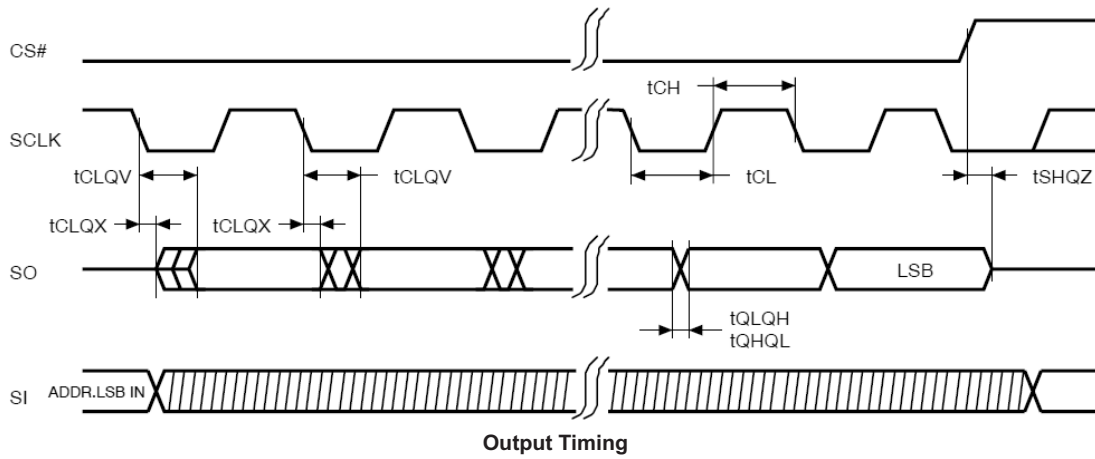 CS#
tCH
SCLK
tCLQV
tCLQV
tCL
tSHQZ
tCLQX
tCLQX
SO
LSB
tQLQH
tQHQL
SI
ADDR.LSB IN
Output Timing